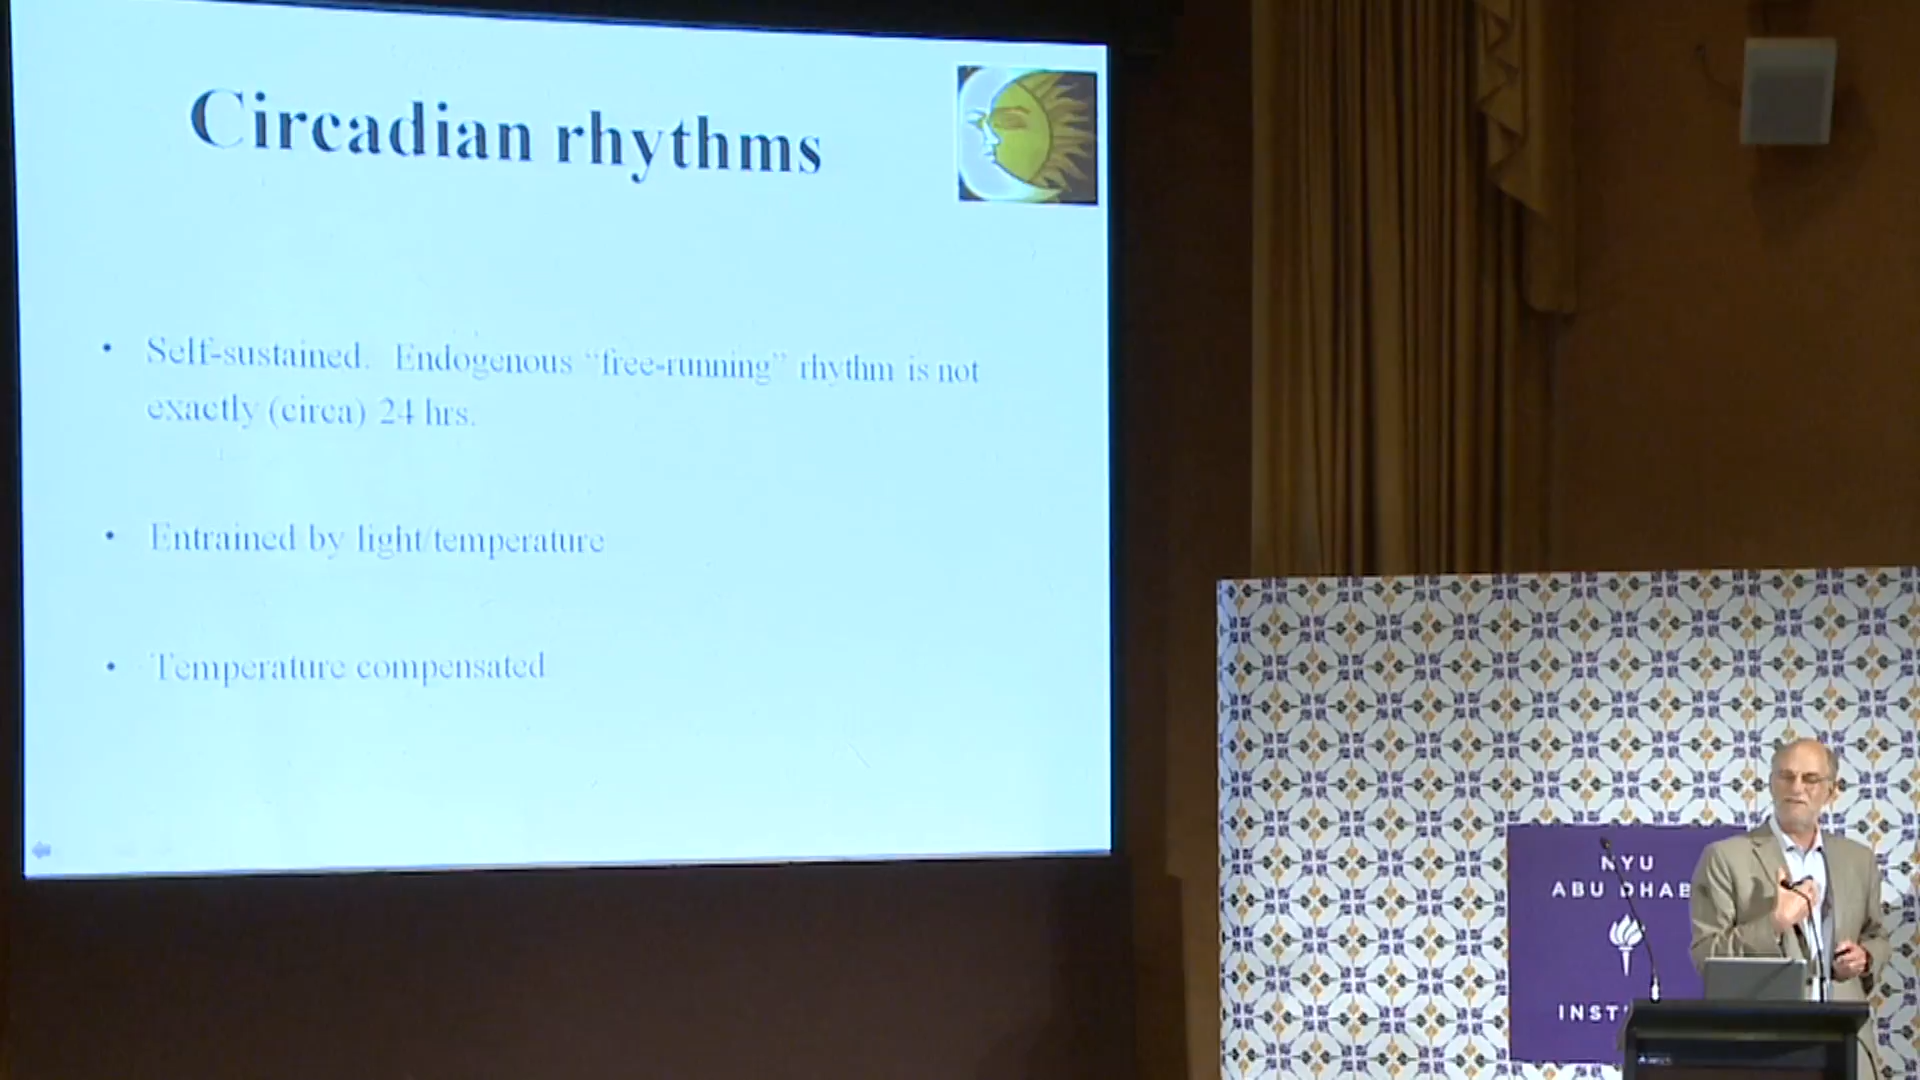 Circadian rhythms
• Self-sustained. Endogenous “free-running” rhythm is not
exactly (circa) 24 hrs.
• Entrained by light/temperature
• Temperature compensated
NYU
ABU DHAB
INST